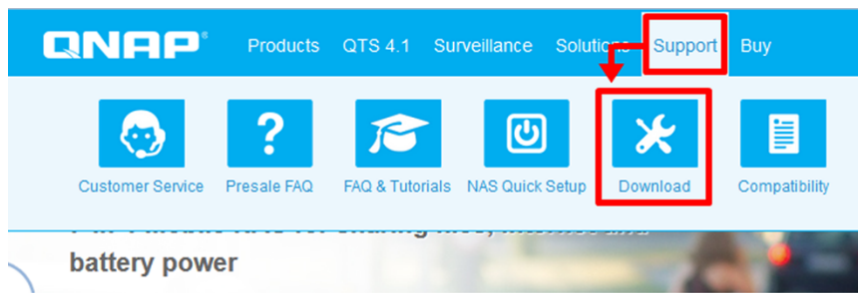 QNAP Products QTS 4.1 Surveillance Solutions Support Buy
?
Customer Service Presale FAQ FAQ & Tutorials NAS Quick Setup Download Compatibility
battery power